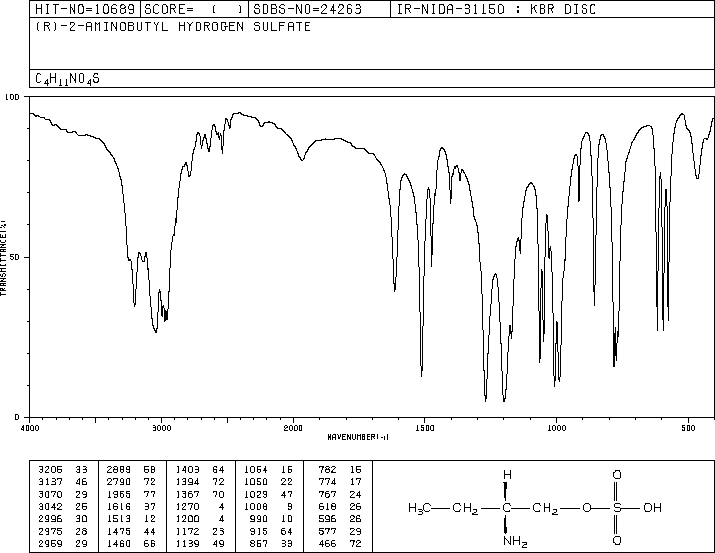 HIT-NO=10689 SCORE= ( ) SDBS-NO=24263 IR-NIDA-31150 : KBR DISC
(R)-2-AMINOBUTYL HYDROGEN SULFATE
C4H11NO4S
100
50
0
TRANSMITTANCE(%)
4000 3000 2000 1500 1000 500
WAVENUMBER(-1)
3205 33 2889 58 1403 64 1064 16 782 15
3137 46 2790 72 1394 72 1050 22 774 17
3070 29 1965 77 1367 70 1029 47 767 24
3042 26 1616 37 1270 4 1008 9 618 26
2996 30 1513 12 1200 4 990 10 596 26
2975 28 1475 44 1172 23 915 64 577 29
2959 29 1460 66 1139 49 857 33 466 72
H O
H3C CH2 C CH2 O S OH
NH2 O